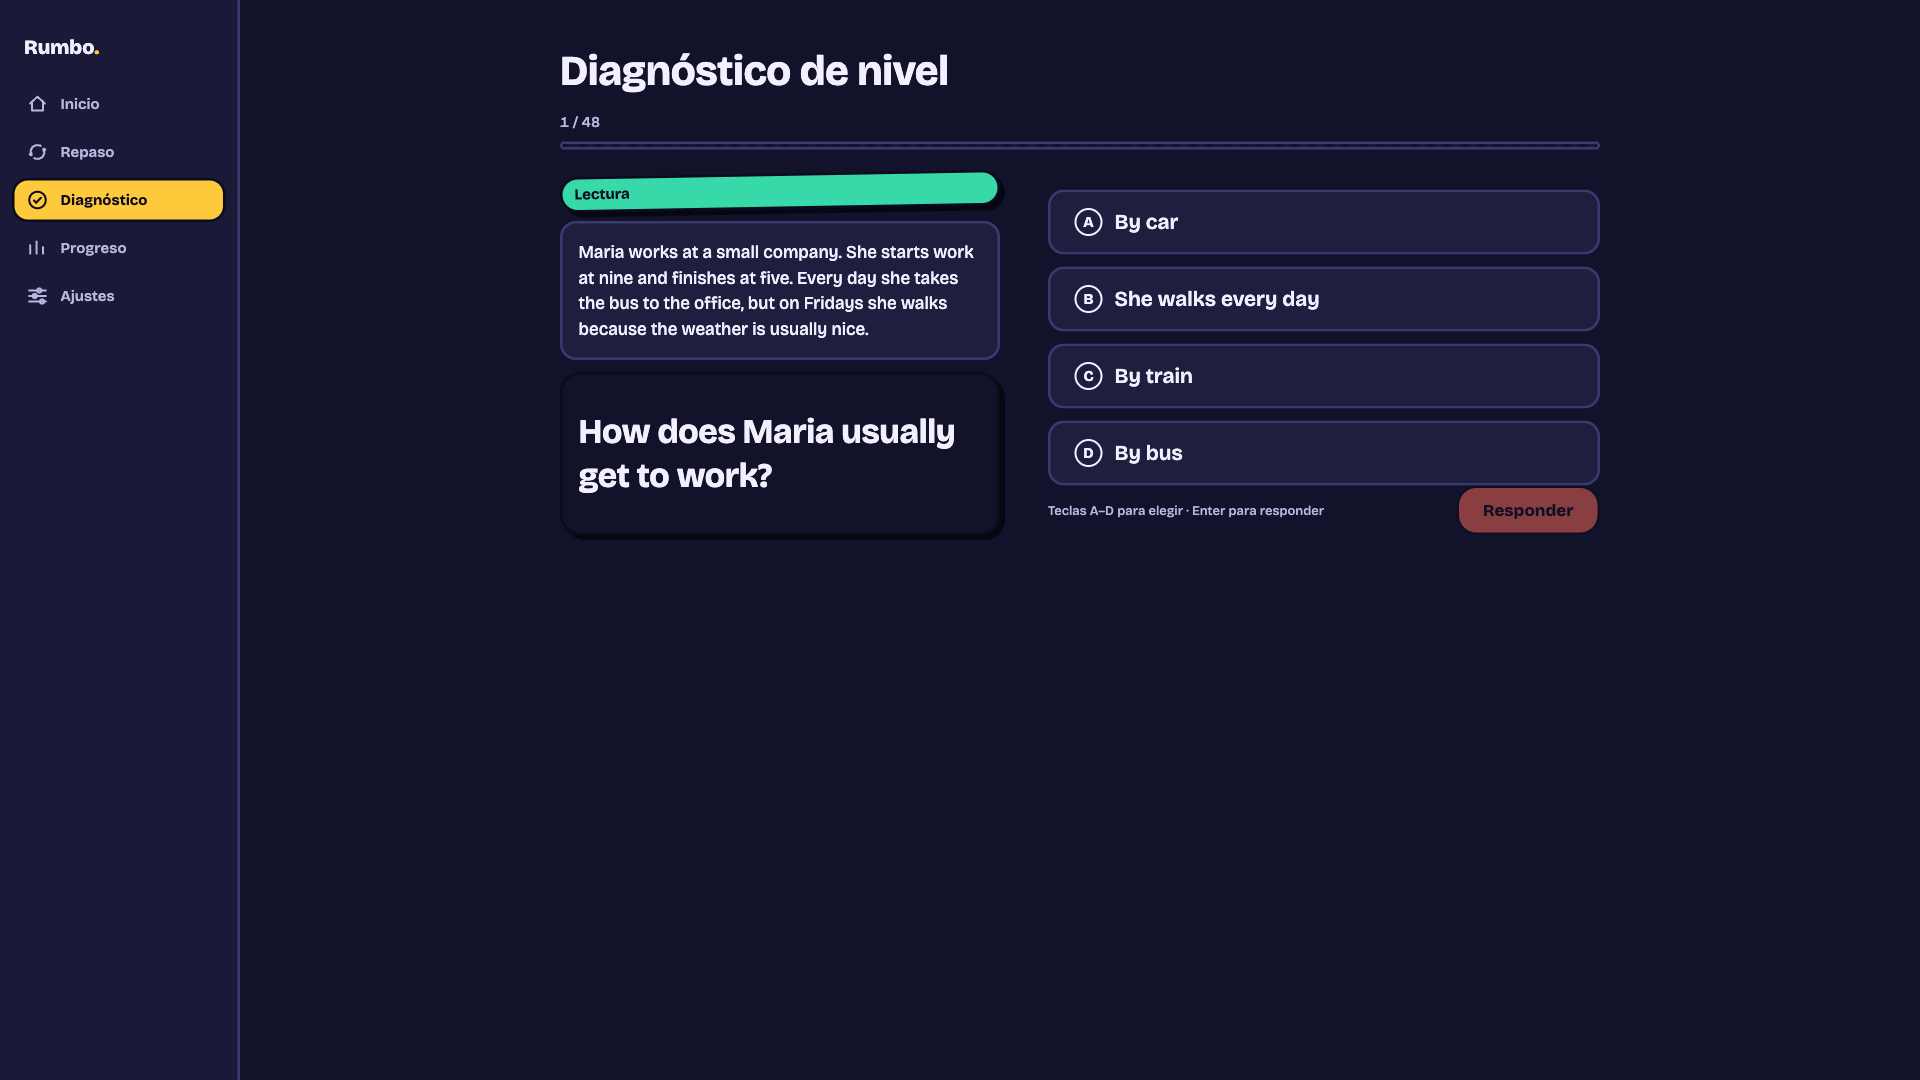 Rumbo.
Inicio
Repaso
Diagnóstico
Progreso
Ajustes
Diagnóstico de nivel
1 / 48
Lectura
Maria works at a small company. She starts work
at nine and finishes at five. Every day she takes
the bus to the office, but on Fridays she walks
because the weather is usually nice.
How does Maria usually
get to work?
A By car
B She walks every day
C By train
D By bus
Teclas A–D para elegir · Enter para responder
Responder